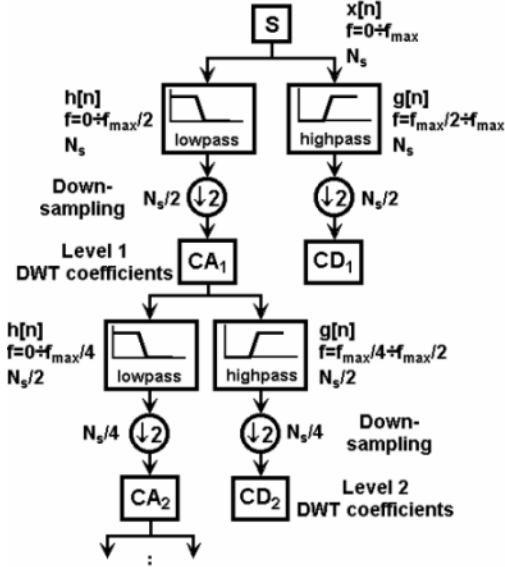 S
x[n]
f=0÷fmax
Ns
h[n]
f=0÷fmax/2
Ns
lowpass
highpass
g[n]
f=fmax/2÷fmax
Ns
Down-
sampling
Ns/2
↓2
↓2
Ns/2
Level 1
DWT coefficients
CA1
CD1
h[n]
f=0÷fmax/4
Ns/2
lowpass
highpass
g[n]
f=fmax/4÷fmax/2
Ns/2
Ns/4
↓2
↓2
Ns/4
Down-
sampling
CA2
CD2
Level 2
DWT coefficients
: